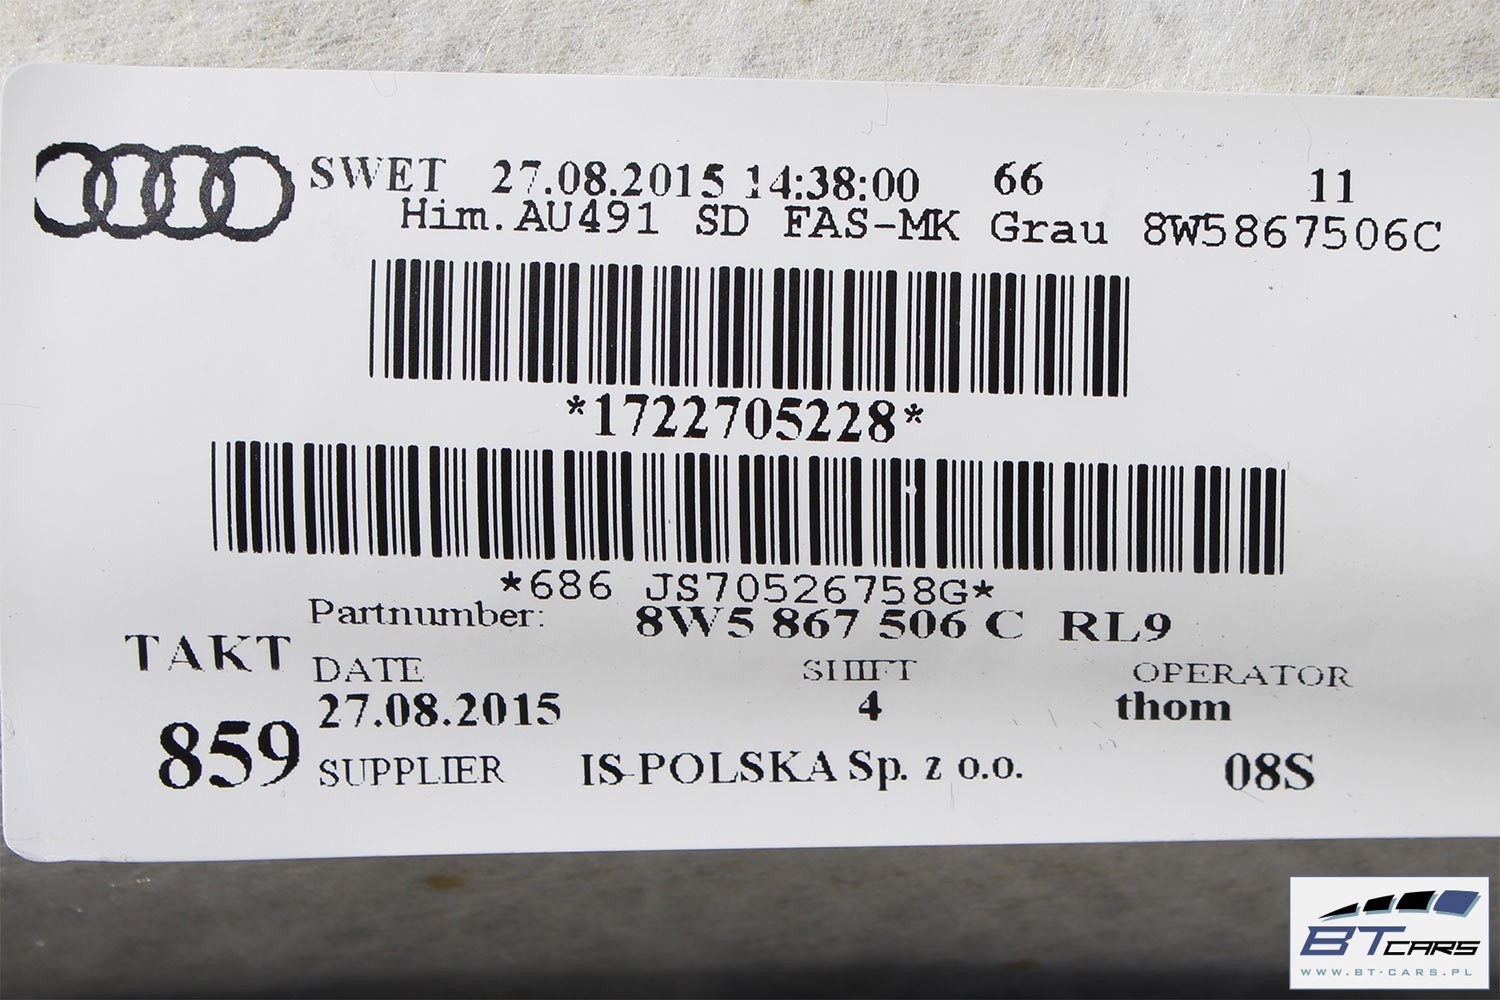 SWET 27.08.2015 14:38:00 66 11
Him.AU491 SD FAS-MK Grau 8W5867506C
*1722705228*
*686 JS70526758G*
Partnumber: 8W5 867 506 C RL9
TAKT
DATE SHIFT OPERATOR
27.08.2015 4 thom
859
SUPPLIER IS-POLSKA Sp. z o.o. 08S
BT CARS
WWW.BT-CARS.PL